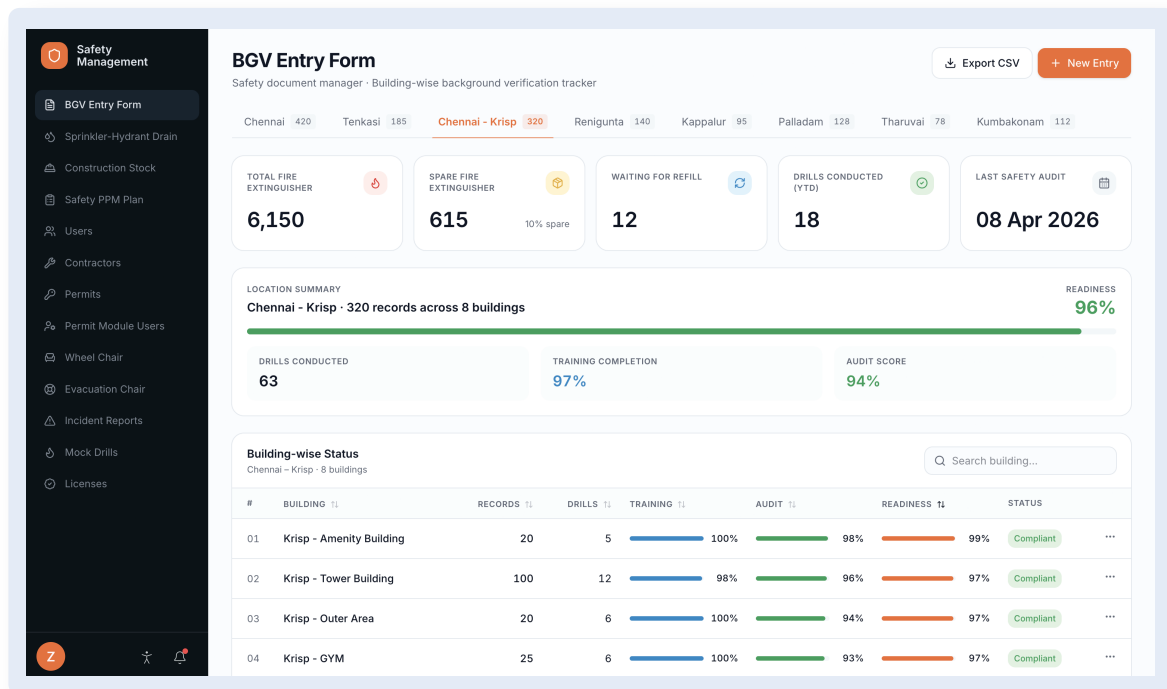 Safety
Management
BGV Entry Form
Sprinkler-Hydrant Drain
Construction Stock
Safety PPM Plan
Users
Contractors
Permits
Permit Module Users
Wheel Chair
Evacuation Chair
Incident Reports
Mock Drills
Licenses
Z
BGV Entry Form
Safety document manager · Building-wise background verification tracker
Export CSV
+ New Entry
Chennai 420 Tenkasi 185 Chennai - Krisp 320 Renigunta 140 Kappalur 95 Palladam 128 Tharuvai 78 Kumbakonam 112
TOTAL FIRE
EXTINGUISHER
6,150
SPARE FIRE
EXTINGUISHER
615
10% spare
WAITING FOR REFILL
12
DRILLS CONDUCTED
(YTD)
18
LAST SAFETY AUDIT
08 Apr 2026
LOCATION SUMMARY
Chennai - Krisp · 320 records across 8 buildings
READINESS
96%
DRILLS CONDUCTED
63
TRAINING COMPLETION
97%
AUDIT SCORE
94%
Building-wise Status
Chennai – Krisp · 8 buildings
Search building...
# BUILDING RECORDS DRILLS TRAINING AUDIT READINESS STATUS
01 Krisp - Amenity Building 20 5 100% 98% 99% Compliant ...
02 Krisp - Tower Building 100 12 98% 96% 97% Compliant ...
03 Krisp - Outer Area 20 6 100% 94% 97% Compliant ...
04 Krisp - GYM 25 6 100% 93% 97% Compliant ...